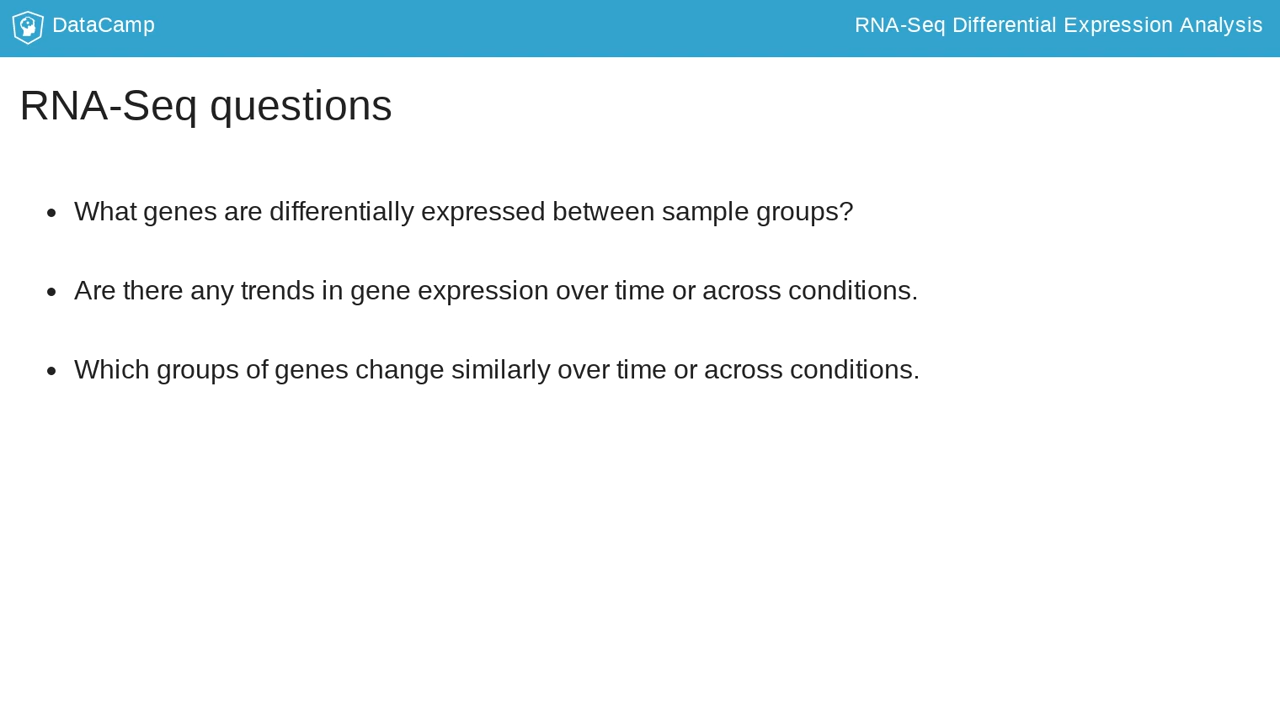 DataCamp
RNA-Seq Differential Expression Analysis
RNA-Seq questions
• What genes are differentially expressed between sample groups?
• Are there any trends in gene expression over time or across conditions.
• Which groups of genes change similarly over time or across conditions.